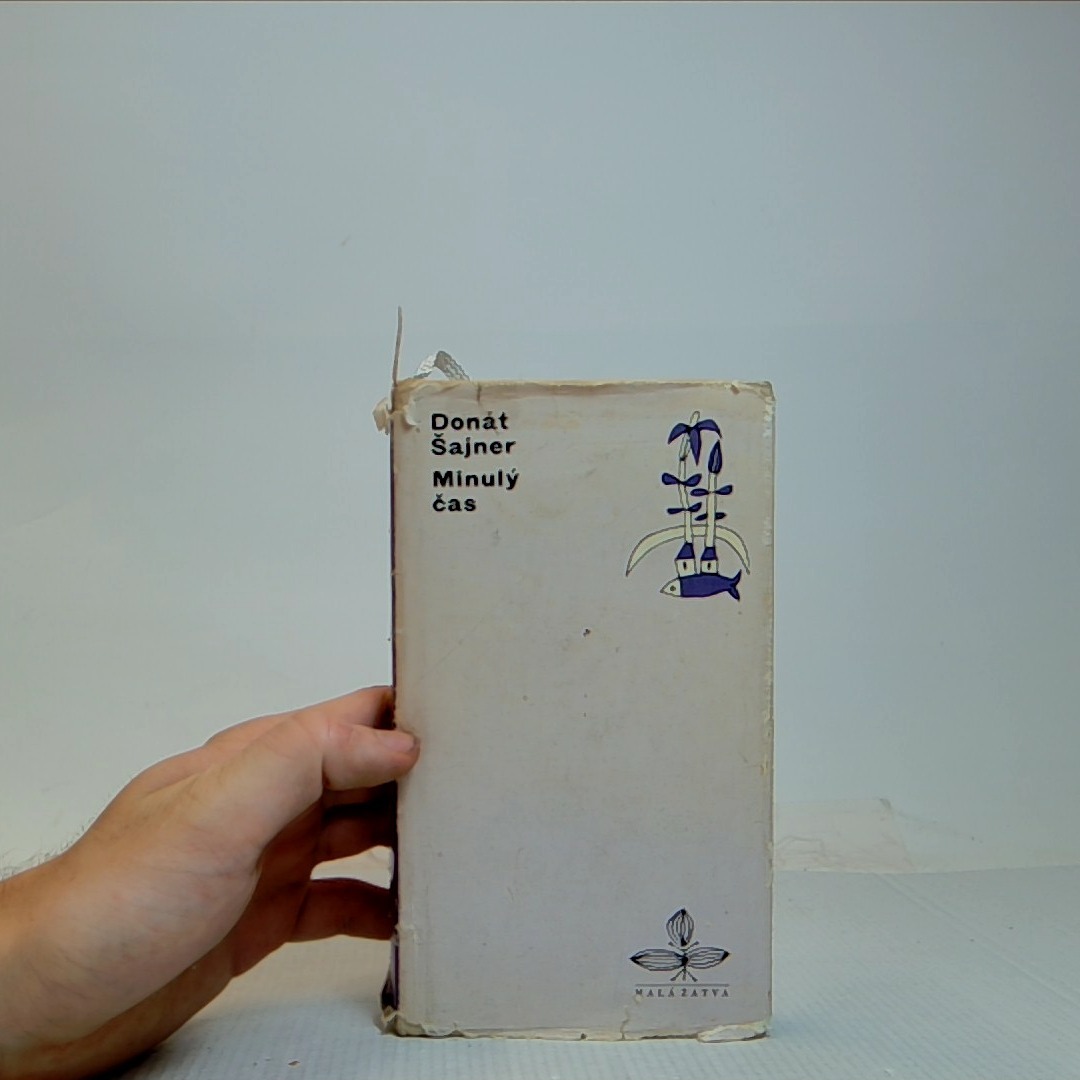 Donát
Šajner
Minulý
čas
MALÁ ŽATVA